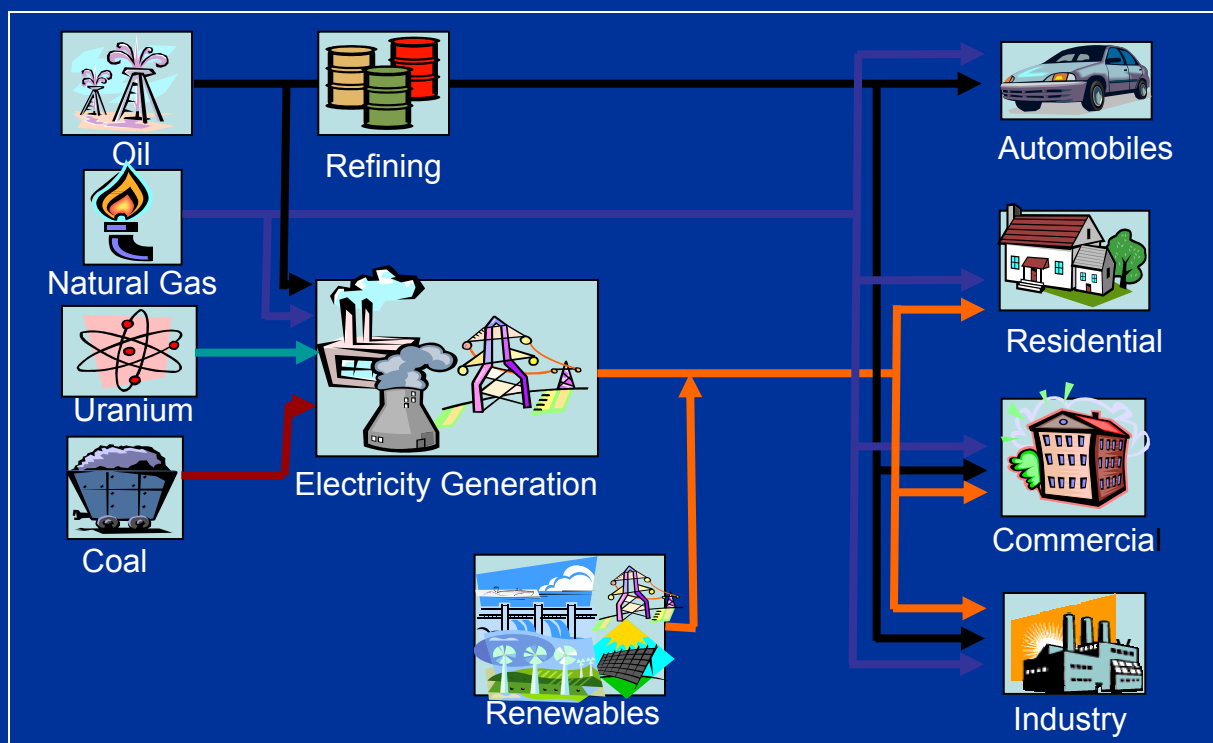 Oil
Refining
Automobiles
Natural Gas
Residential
Uranium
Electricity Generation
Coal
Commercial
Renewables
Industry